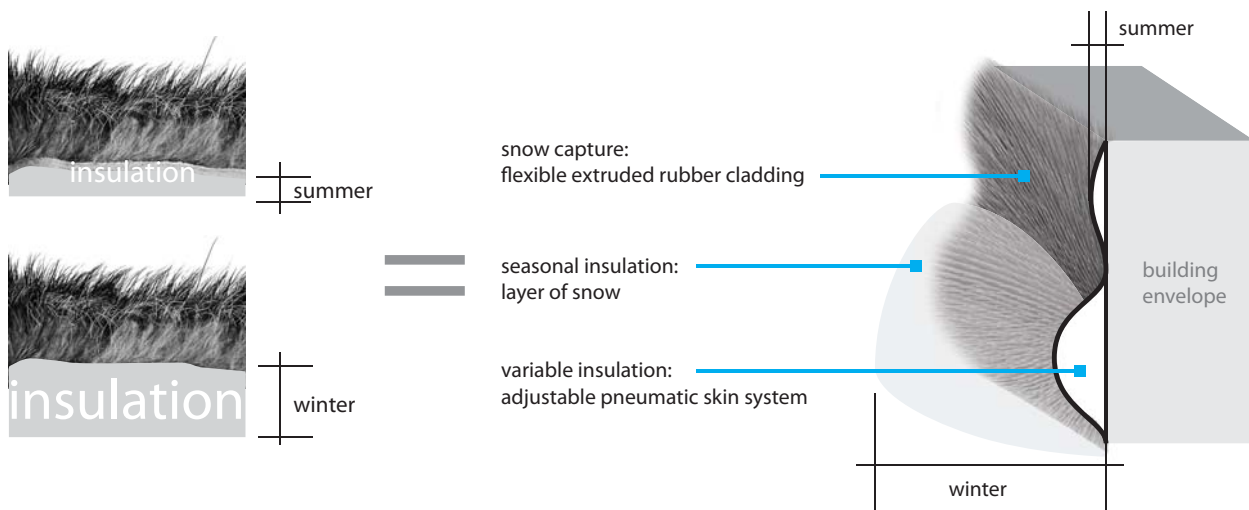 insulation
summer
insulation
winter
snow capture:
flexible extruded rubber cladding
seasonal insulation:
layer of snow
variable insulation:
adjustable pneumatic skin system
summer
building
envelope
winter